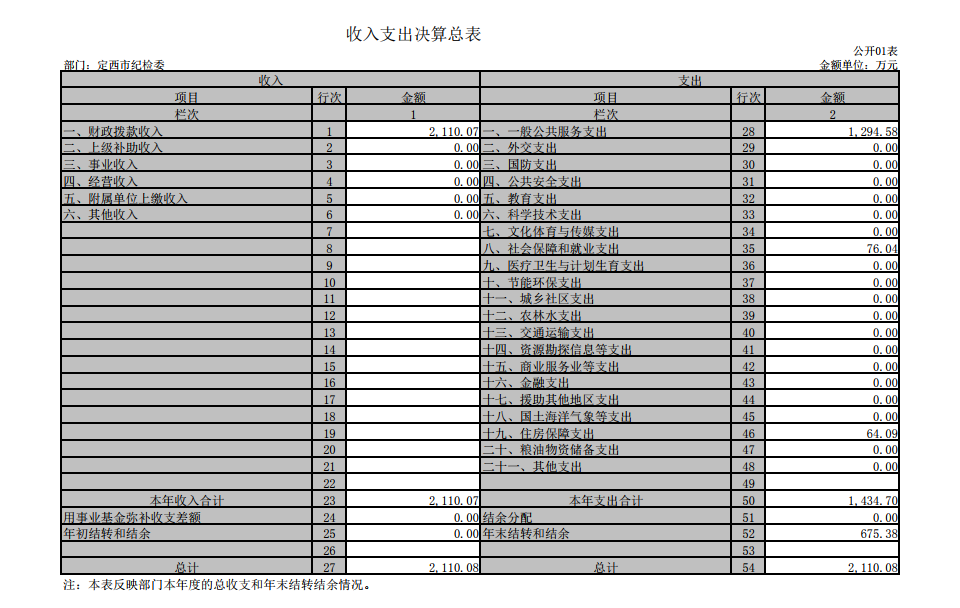 收入支出决算总表
公开01表
部门：定西市纪检委 金额单位：万元
收入 支出
项目 行次 金额 项目 行次 金额
栏次 1 栏次 2
一、财政拨款收入 1 2,110.07 一、一般公共服务支出 28 1,294.58
二、上级补助收入 2 0.00 二、外交支出 29 0.00
三、事业收入 3 0.00 三、国防支出 30 0.00
四、经营收入 4 0.00 四、公共安全支出 31 0.00
五、附属单位上缴收入 5 0.00 五、教育支出 32 0.00
六、其他收入 6 0.00 六、科学技术支出 33 0.00
7 七、文化体育与传媒支出 34 0.00
8 八、社会保障和就业支出 35 76.04
9 九、医疗卫生与计划生育支出 36 0.00
10 十、节能环保支出 37 0.00
11 十一、城乡社区支出 38 0.00
12 十二、农林水支出 39 0.00
13 十三、交通运输支出 40 0.00
14 十四、资源勘探信息等支出 41 0.00
15 十五、商业服务业等支出 42 0.00
16 十六、金融支出 43 0.00
17 十七、援助其他地区支出 44 0.00
18 十八、国土海洋气象等支出 45 0.00
19 十九、住房保障支出 46 64.09
20 二十、粮油物资储备支出 47 0.00
21 二十一、其他支出 48 0.00
22 49
本年收入合计 23 2,110.07 本年支出合计 50 1,434.70
用事业基金弥补收支差额 24 0.00 结余分配 51 0.00
年初结转和结余 25 0.00 年末结转和结余 52 675.38
26 53
总计 27 2,110.08 总计 54 2,110.08
注：本表反映部门本年度的总收支和年末结转结余情况。